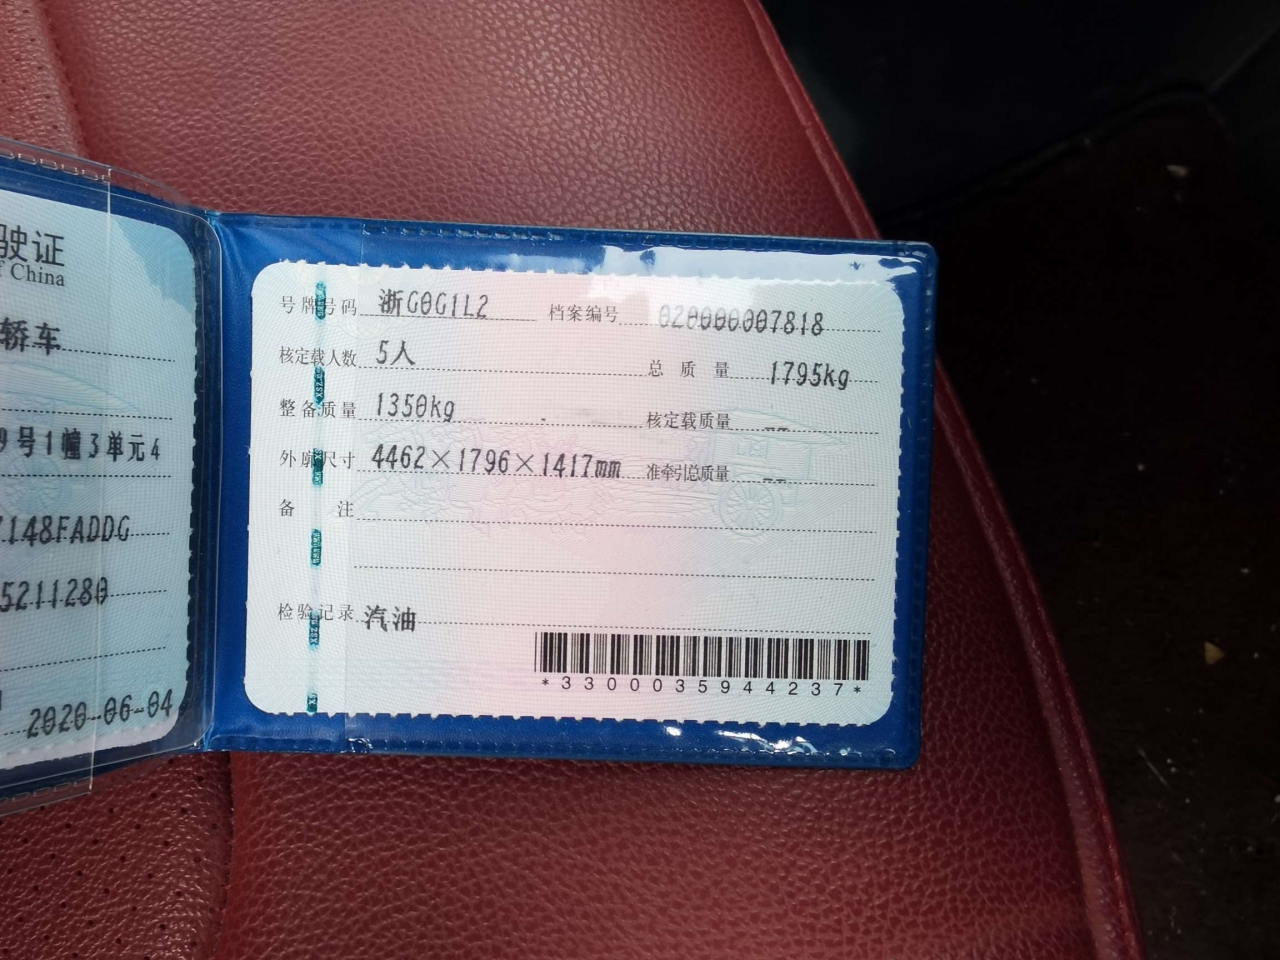 驶证
f China
轿车
9号1幢3单元4
148FADDG
5211280
2020-06-04
号牌号码 浙G0G1L2 档案编号 020000007818
核定载人数 5人 总质量 1795kg
整备质量 1350kg 核定载质量 --
外廓尺寸 4462×1796×1417mm 准牵引总质量 --
备注
检验记录 汽油
*3300035944237*